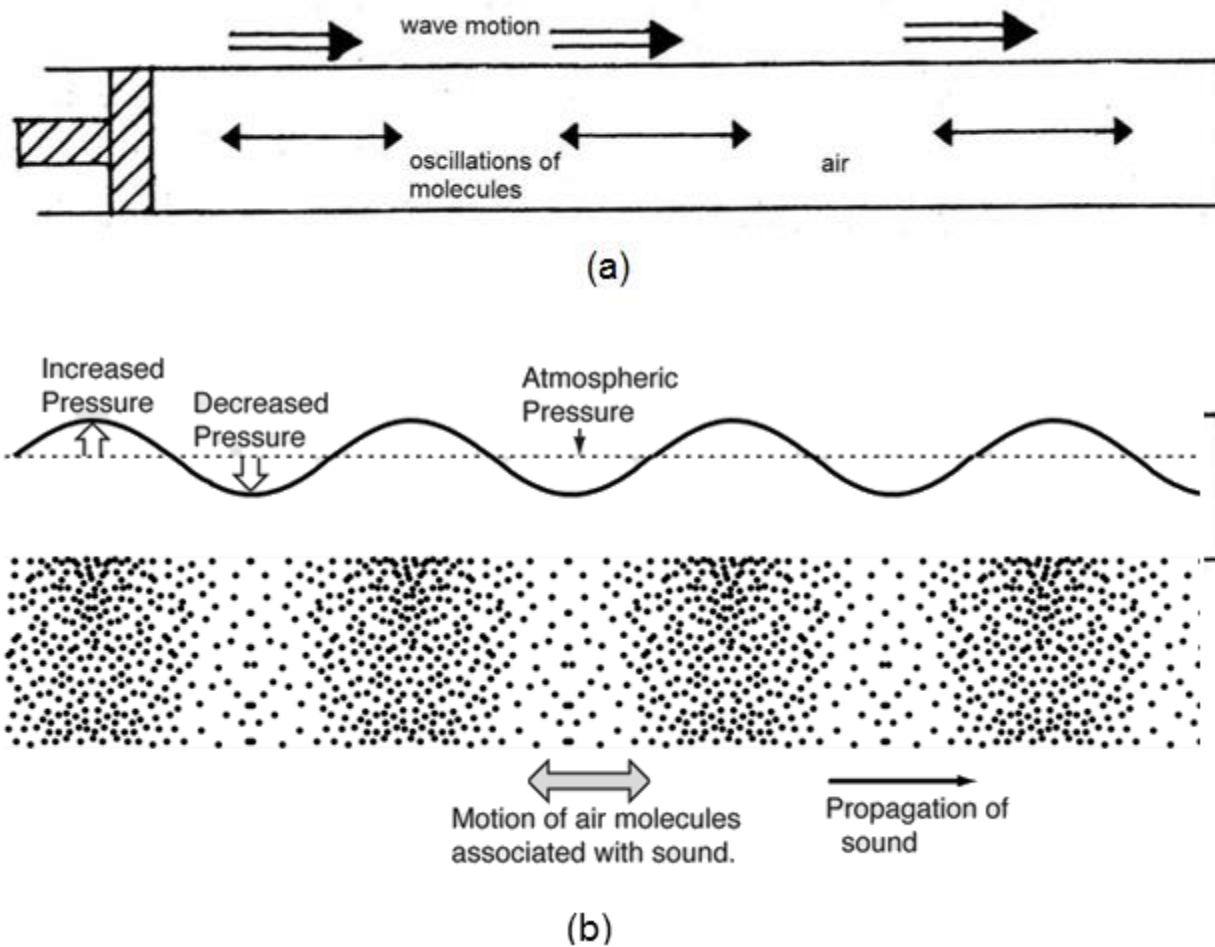 wave motion
oscillations of
molecules
air
(a)
Increased
Pressure
Decreased
Pressure
Atmospheric
Pressure
Motion of air molecules
associated with sound.
Propagation of
sound
(b)